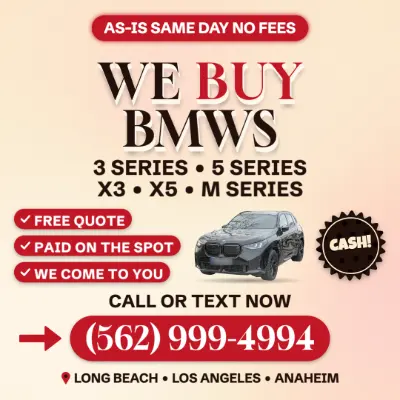 AS-IS SAME DAY NO FEES
WE BUY
BMWS
3 SERIES • 5 SERIES
X3 • X5 • M SERIES
FREE QUOTE
PAID ON THE SPOT
WE COME TO YOU
CASH!
CALL OR TEXT NOW
(562) 999-4994
LONG BEACH • LOS ANGELES • ANAHEIM